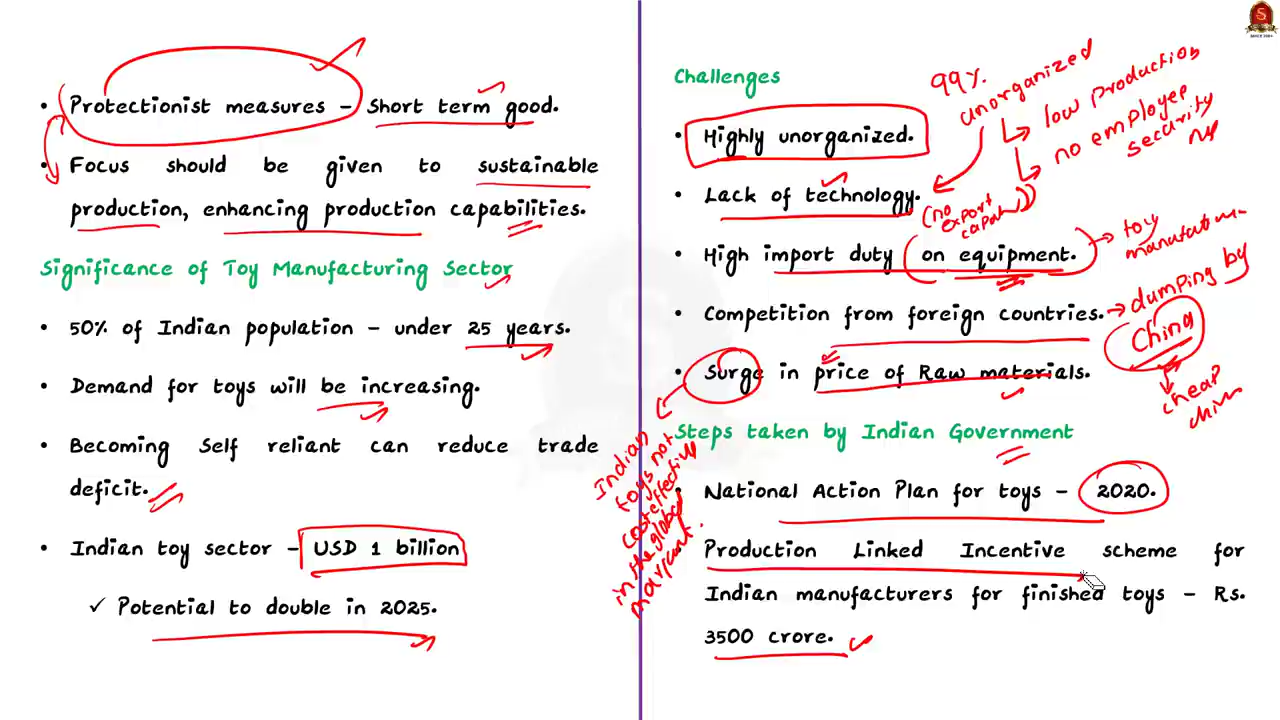 • Protectionist measures – Short term good.
• Focus should be given to sustainable
production, enhancing production capabilities.
Significance of Toy Manufacturing Sector
• 50% of Indian population – under 25 years.
• Demand for toys will be increasing.
• Becoming Self reliant can reduce trade
deficit.
• Indian toy sector – USD 1 billion
✓ Potential to double in 2025.
Challenges
• Highly unorganized.
• Lack of technology.
• High import duty on equipment.
• Competition from foreign countries.
• Surge in price of Raw materials.
99%
unorganized
low production
no employee
security
(no
export
toy
dumping by
China
cheap
Indian
toys not
cost effective
in the global
Steps taken by Indian Government
• National Action Plan for toys – 2020.
Production Linked Incentive scheme for
Indian manufacturers for finished toys – Rs.
3500 crore.
S